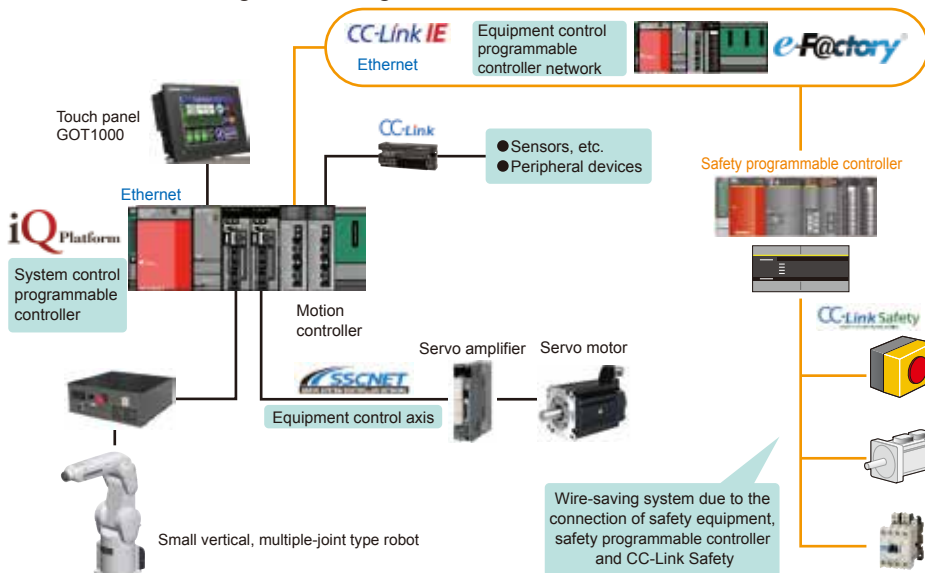 CC-Link IE
Ethernet
Equipment control
programmable
controller network
e-F@ctory
Touch panel
GOT1000
CC-Link
●Sensors, etc.
●Peripheral devices
Safety programmable controller
Ethernet
iQ Platform
System control
programmable
controller
Motion
controller
CC-Link Safety
Servo amplifier
Servo motor
SSCNET
Equipment control axis
Wire-saving system due to the
connection of safety equipment,
safety programmable controller
and CC-Link Safety
Small vertical, multiple-joint type robot